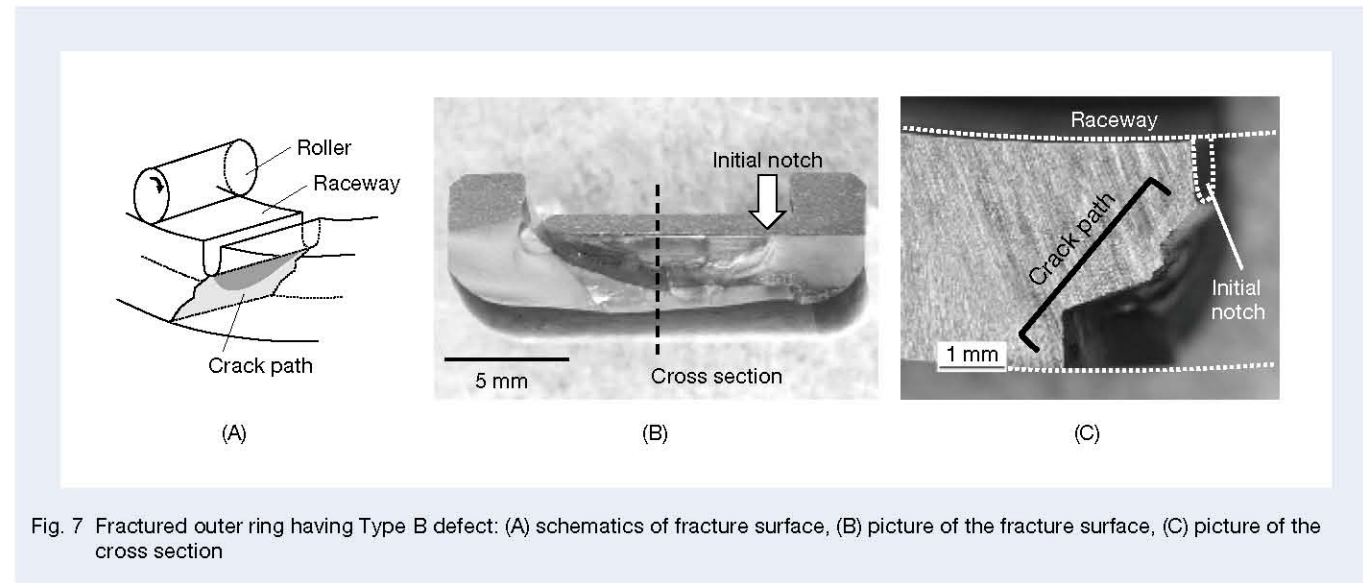 Roller
Raceway
Crack path
(A)
Initial notch
5 mm
Cross section
(B)
Raceway
Crack path
Initial
notch
1 mm
(C)
Fig. 7 Fractured outer ring having Type B defect: (A) schematics of fracture surface, (B) picture of the fracture surface, (C) picture of the
cross section